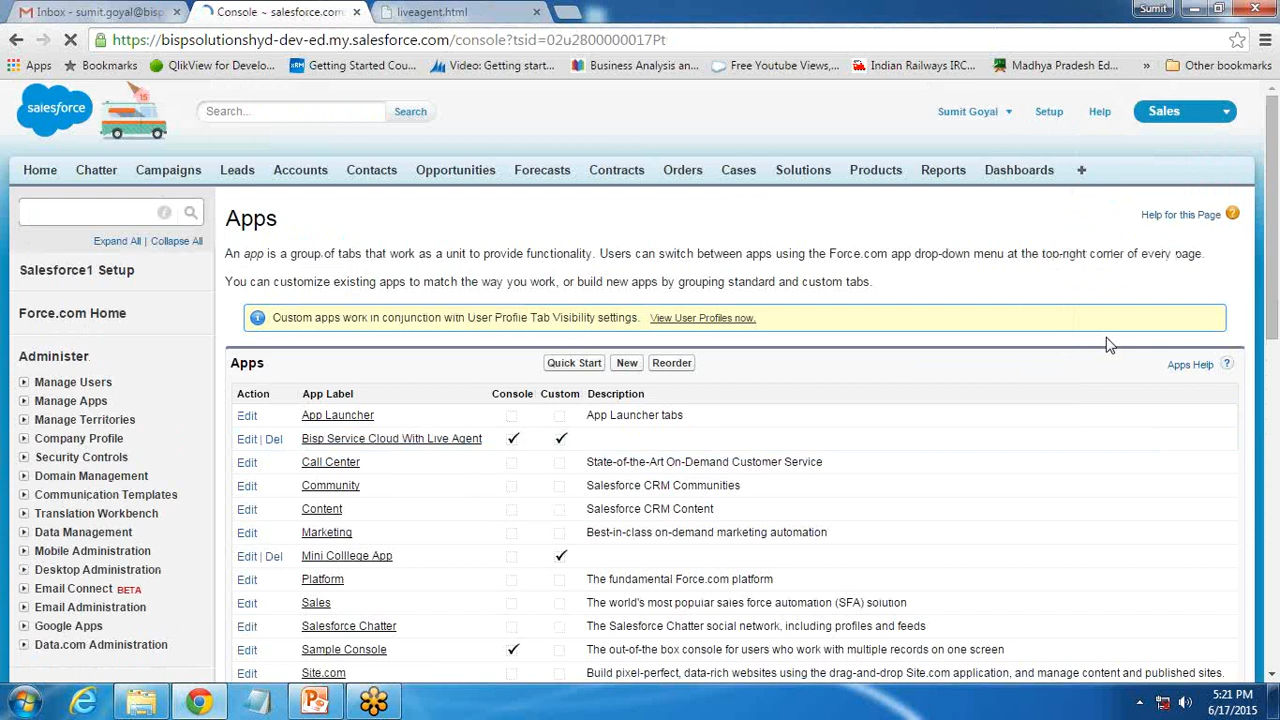 Inbox - sumit.goyal@bisp
Console ~ salesforce.com
liveagent.html
Sumit
https://bispsolutionshyd-dev-ed.my.salesforce.com/console?tsid=02u2800000017Pt
Apps
Bookmarks
QlikView for Develo...
Getting Started Cou...
Video: Getting start...
Business Analysis an...
Free Youtube Views,...
Indian Railways IRC...
Madhya Pradesh Ed...
»
Other bookmarks
salesforce
15
Search...
Search
Sumit Goyal
Setup
Help
Sales
Home
Chatter
Campaigns
Leads
Accounts
Contacts
Opportunities
Forecasts
Contracts
Orders
Cases
Solutions
Products
Reports
Dashboards
+
Expand All | Collapse All
Salesforce1 Setup
Force.com Home
Administer
Manage Users
Manage Apps
Manage Territories
Company Profile
Security Controls
Domain Management
Communication Templates
Translation Workbench
Data Management
Mobile Administration
Desktop Administration
Email Connect BETA
Email Administration
Google Apps
Data.com Administration
Apps
Help for this Page ?
An app is a group of tabs that work as a unit to provide functionality. Users can switch between apps using the Force.com app drop-down menu at the top-right corner of every page.
You can customize existing apps to match the way you work, or build new apps by grouping standard and custom tabs.
Custom apps work in conjunction with User Profile Tab Visibility settings. View User Profiles now.
Apps
Quick Start
New
Reorder
Apps Help ?
Action App Label Console Custom Description
Edit App Launcher App Launcher tabs
Edit | Del Bisp Service Cloud With Live Agent
Edit Call Center State-of-the-Art On-Demand Customer Service
Edit Community Salesforce CRM Communities
Edit Content Salesforce CRM Content
Edit Marketing Best-in-class on-demand marketing automation
Edit | Del Mini Colllege App
Edit Platform The fundamental Force.com platform
Edit Sales The world's most popular sales force automation (SFA) solution
Edit Salesforce Chatter The Salesforce Chatter social network, including profiles and feeds
Edit Sample Console The out-of-the box console for users who work with multiple records on one screen
Edit Site.com Build pixel-perfect, data-rich websites using the drag-and-drop Site.com application, and manage content and published sites.
5:21 PM
6/17/2015